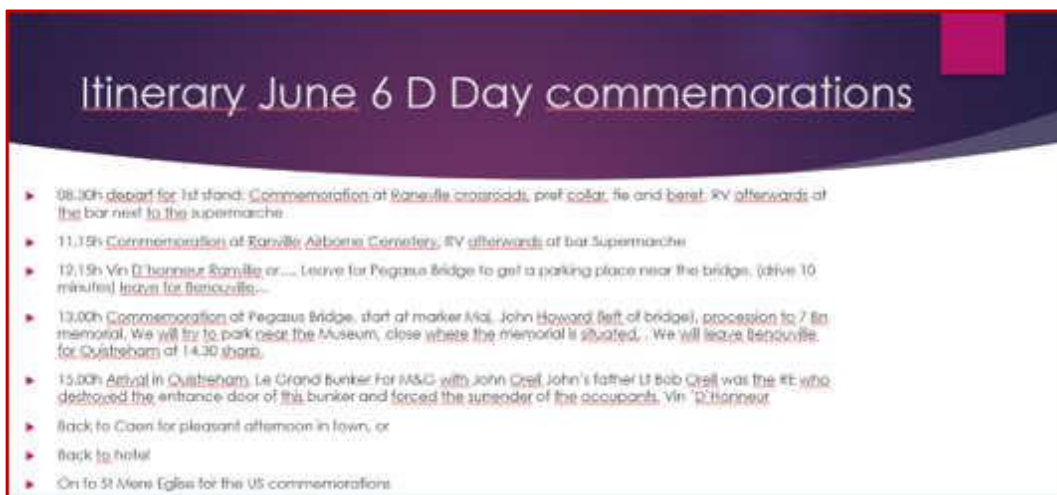 Itinerary June 6 D Day commemorations
08.30h depart for 1st stand: Commemoration at Raneville crossroads, pref collar, tie and beret. RV afterwards at
the bar next to the supermarche
11.15h Commemoration at Ranville Airborne Cemetery, RV afterwards at bar Supermarche
12.15h Vin D'honneur Ranville or.... Leave for Pegasus Bridge to get a parking place near the bridge. (drive 10
minutes) leave for Benouville...
13.00h Commemoration at Pegasus Bridge, start at marker Maj. John Howard (left of bridge), procession to 7 Bn
memorial. We will try to park near the Museum, close where the memorial is situated. . We will leave Benouville
for Ouistreham at 14.30 sharp.
15.00h Arrival in Ouistreham, Le Grand Bunker For M&G with John Orell John's father Lt Bob Orell was the RE who
destroyed the entrance door of this bunker and forced the surrender of the occupants. Vin 'D'Honneur
Back to Caen for pleasant afternoon in town, or
Back to hotel
On to St Mere Eglise for the US commemorations